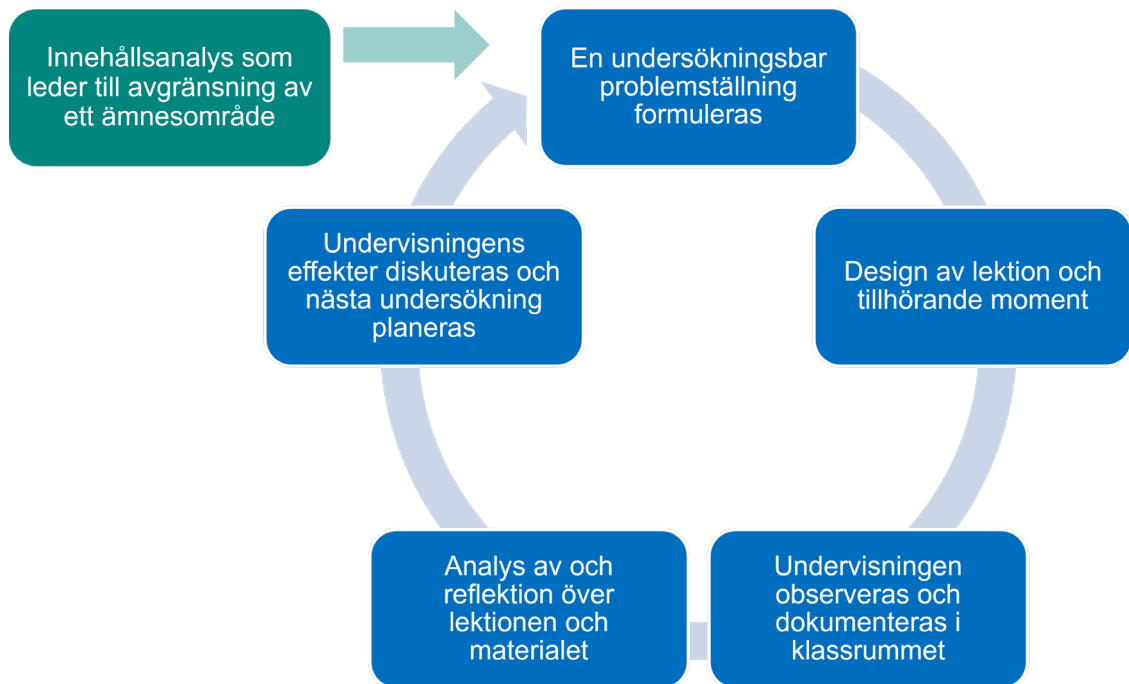 Innehållsanalys som
leder till avgränsning av
ett ämnesområde
En undersökningsbar
problemställning
formuleras
Design av lektion och
tillhörande moment
Undervisningen
observeras och
dokumenteras i
klassrummet
Analys av och
reflektion över
lektionen och
materialet
Undervisningens
effekter diskuteras och
nästa undersökning
planeras